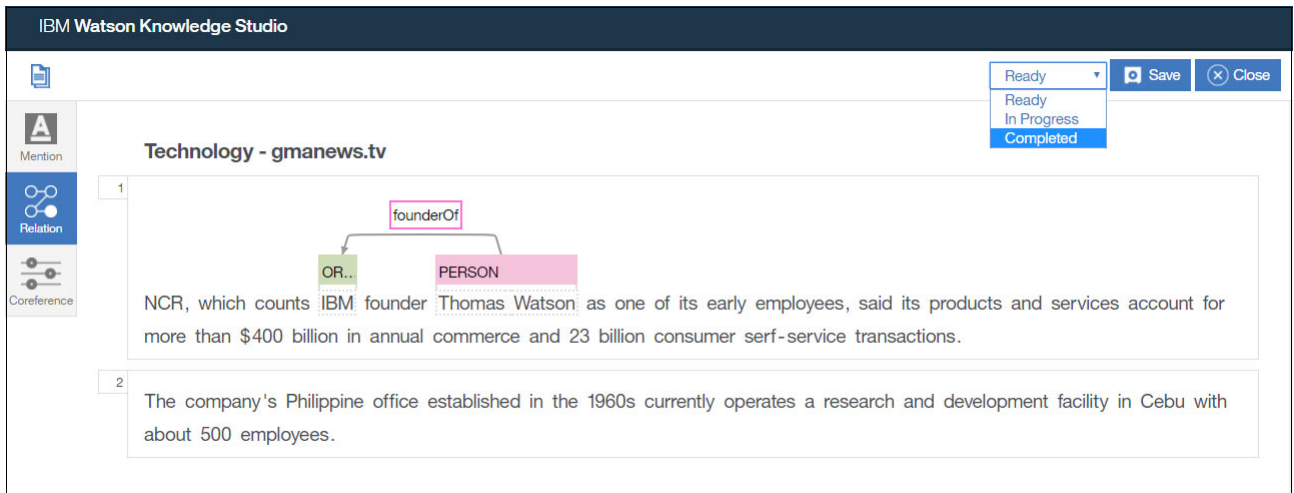 IBM Watson Knowledge Studio
Ready
Save
Close
Ready
In Progress
Completed
Mention
Relation
Coreference
Technology - gmanews.tv
1
founderOf
OR...
PERSON
NCR, which counts IBM founder Thomas Watson as one of its early employees, said its products and services account for
more than $400 billion in annual commerce and 23 billion consumer serf-service transactions.
2
The company's Philippine office established in the 1960s currently operates a research and development facility in Cebu with
about 500 employees.